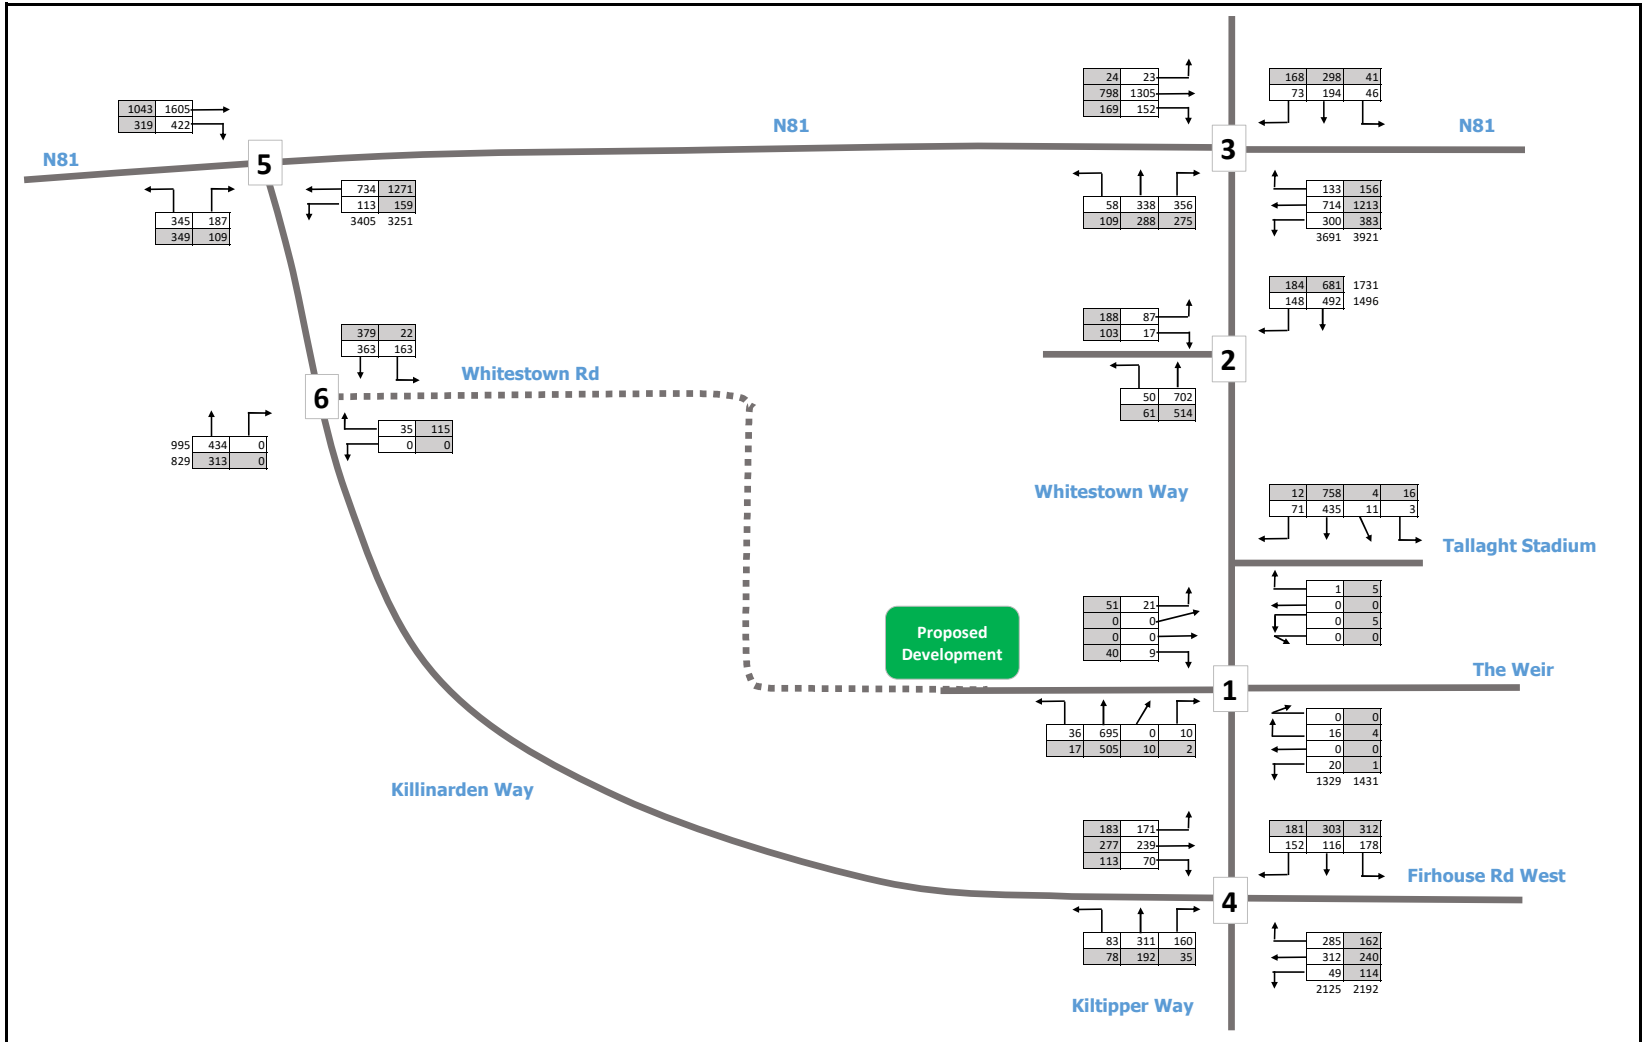 24 23
798 1305
169 152
168 298 41
73 194 46
1043 1605
319 422
N81
N81
N81
5
3
734 1271
113 159
3405 3251
345 187
349 109
58 338 356
109 288 275
133 156
714 1213
300 383
3691 3921
184 681 1731
148 492 1496
188 87
103 17
2
50 702
61 514
379 22
363 163
Whitestown Rd
6
35 115
0 0
995 434 0
829 313 0
Whitestown Way
12 758 4 16
71 435 11 3
Tallaght Stadium
1 5
0 0
0 5
0 0
51 21
0 0
0 0
40 9
Proposed
Development
The Weir
1
36 695 0 10
17 505 10 2
0 0
16 4
0 0
20 1
1329 1431
Killinarden Way
183 171
277 239
113 70
181 303 312
152 116 178
Firhouse Rd West
4
83 311 160
78 192 35
285 162
312 240
49 114
2125 2192
Kiltipper Way